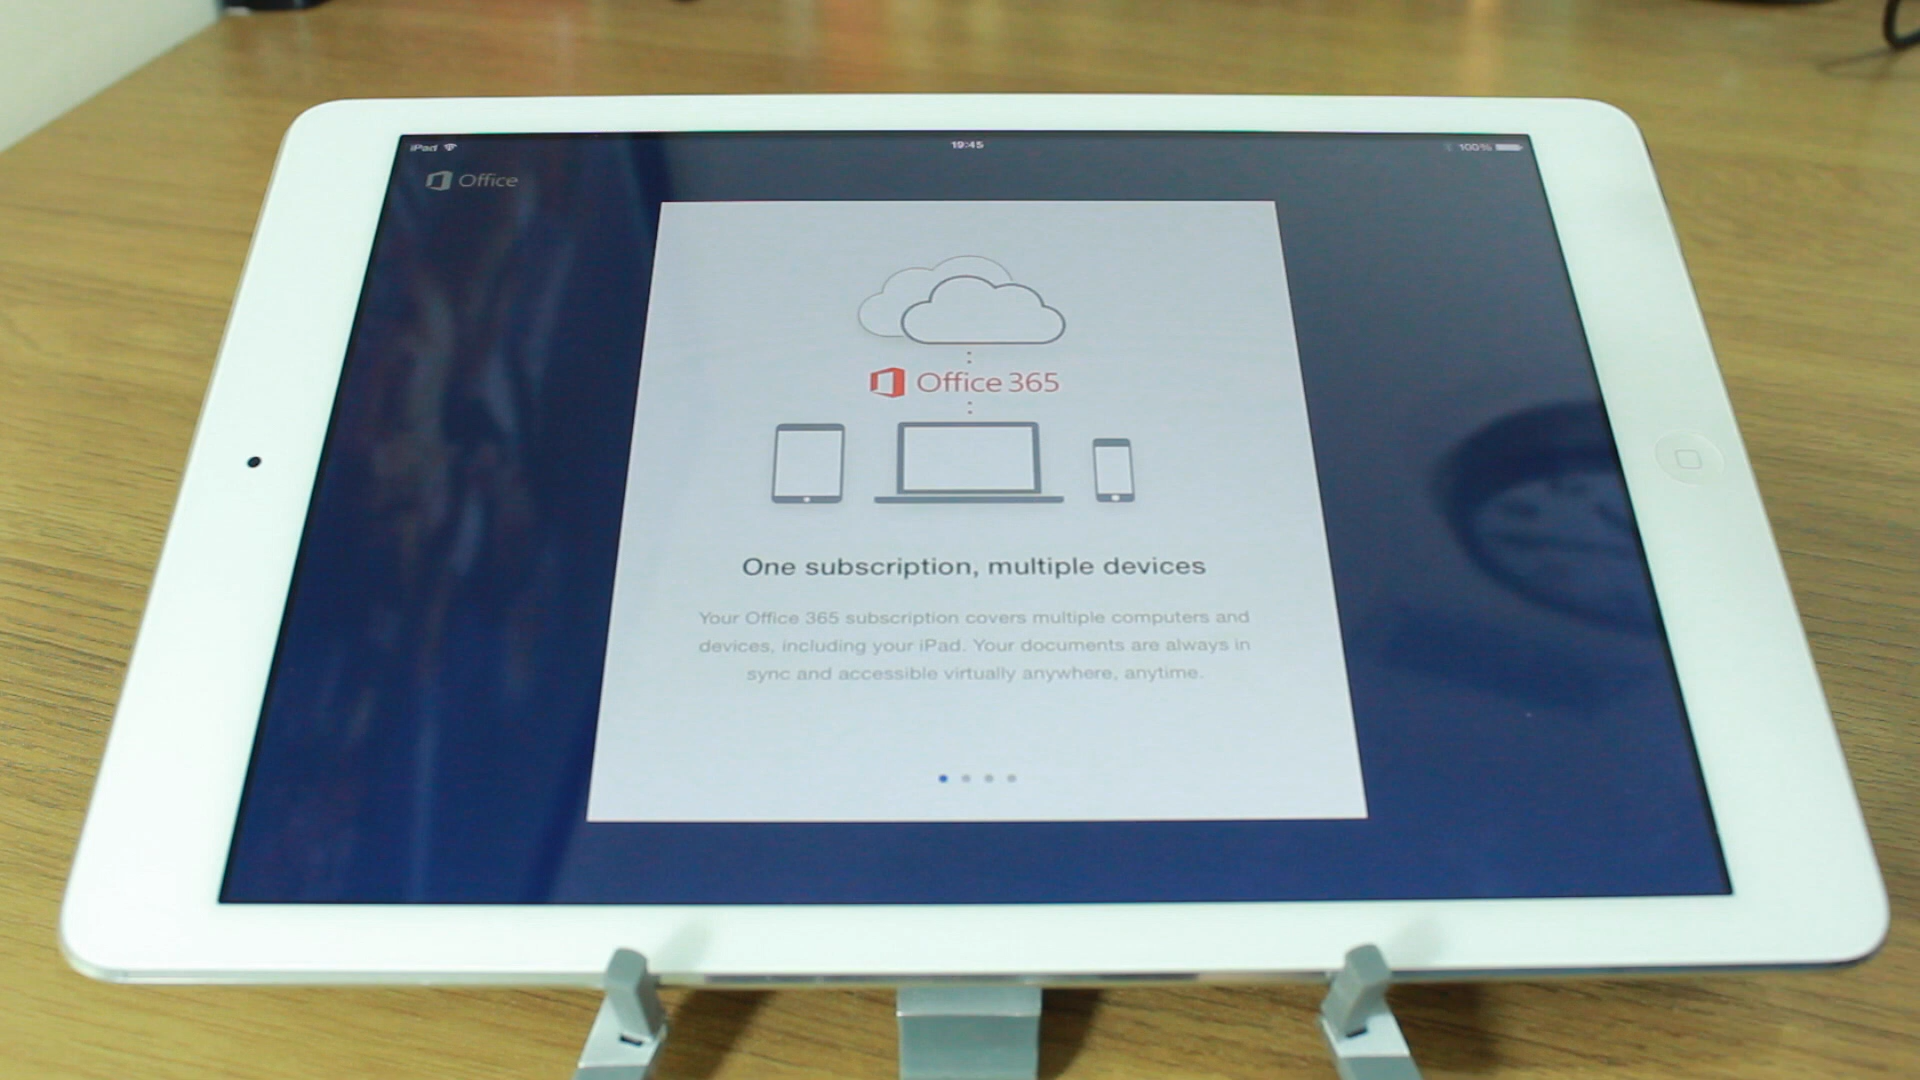 iPad
19:45
100%
Office
Office 365
One subscription, multiple devices
Your Office 365 subscription covers multiple computers and
devices, including your iPad. Your documents are always in
sync and accessible virtually anywhere, anytime.